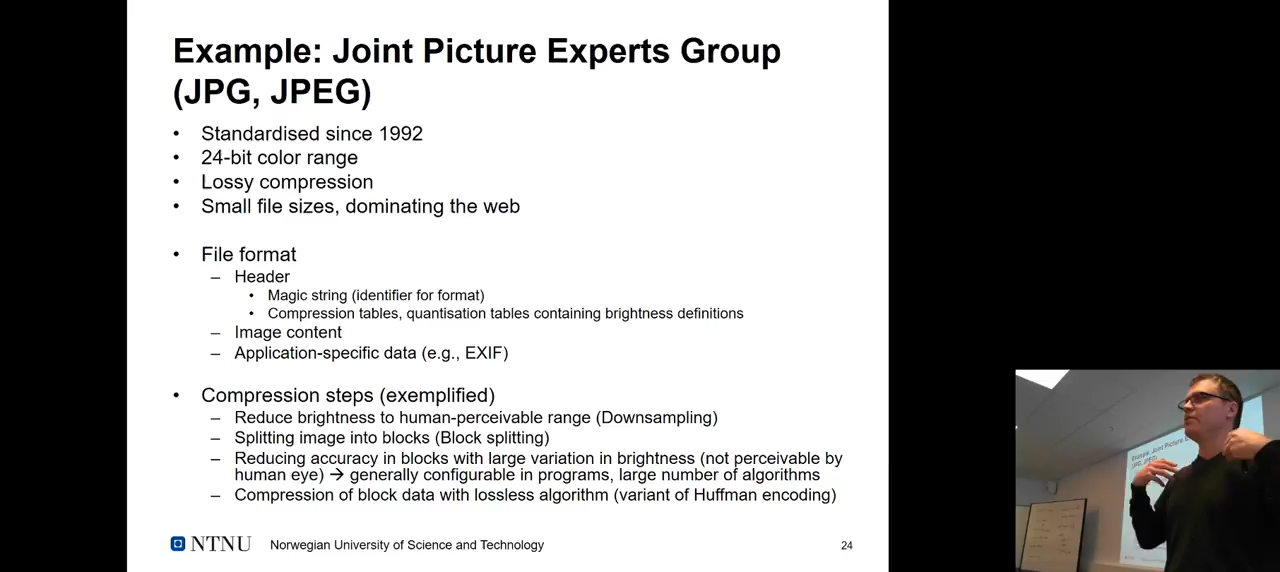 Example: Joint Picture Experts Group
(JPG, JPEG)
• Standardised since 1992
• 24-bit color range
• Lossy compression
• Small file sizes, dominating the web
• File format
– Header
• Magic string (identifier for format)
• Compression tables, quantisation tables containing brightness definitions
– Image content
– Application-specific data (e.g., EXIF)
• Compression steps (exemplified)
– Reduce brightness to human-perceivable range (Downsampling)
– Splitting image into blocks (Block splitting)
– Reducing accuracy in blocks with large variation in brightness (not perceivable by
human eye) → generally configurable in programs, large number of algorithms
– Compression of block data with lossless algorithm (variant of Huffman encoding)
NTNU Norwegian University of Science and Technology 24
Example: Joint Picture
(JPG, JPEG)